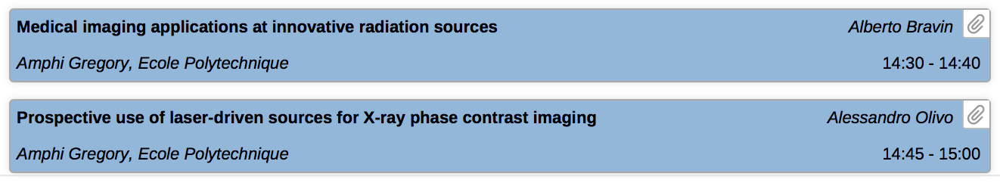 Medical imaging applications at innovative radiation sources Alberto Bravin
Amphi Gregory, Ecole Polytechnique 14:30 - 14:40
Prospective use of laser-driven sources for X-ray phase contrast imaging Alessandro Olivo
Amphi Gregory, Ecole Polytechnique 14:45 - 15:00